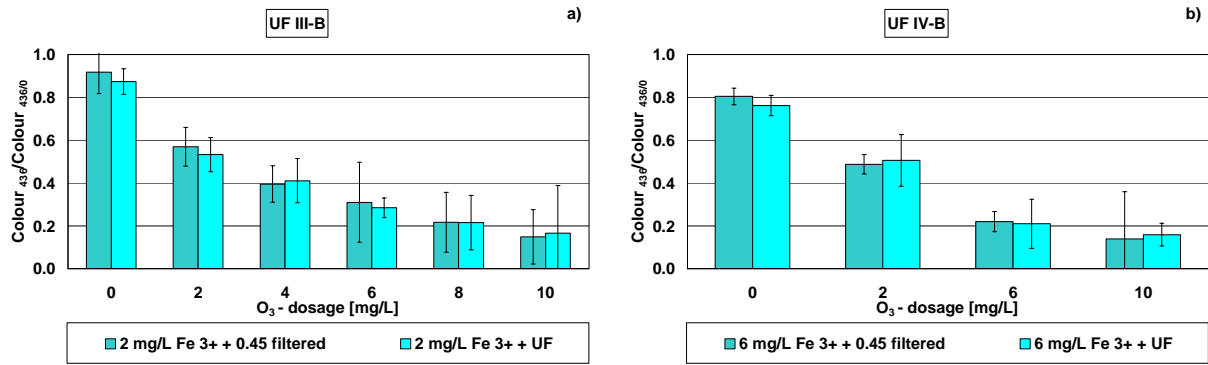 UF III-B
a)
Colour 436/Colour 436/0
1.0
0.8
0.6
0.4
0.2
0.0
0 2 4 6 8 10
O3 - dosage [mg/L]
2 mg/L Fe 3+ + 0.45 filtered 2 mg/L Fe 3+ + UF
UF IV-B
b)
Colour 436/Colour 436/0
1.0
0.8
0.6
0.4
0.2
0.0
0 2 6 10
O3 - dosage [mg/L]
6 mg/L Fe 3+ + 0.45 filtered 6 mg/L Fe 3+ + UF